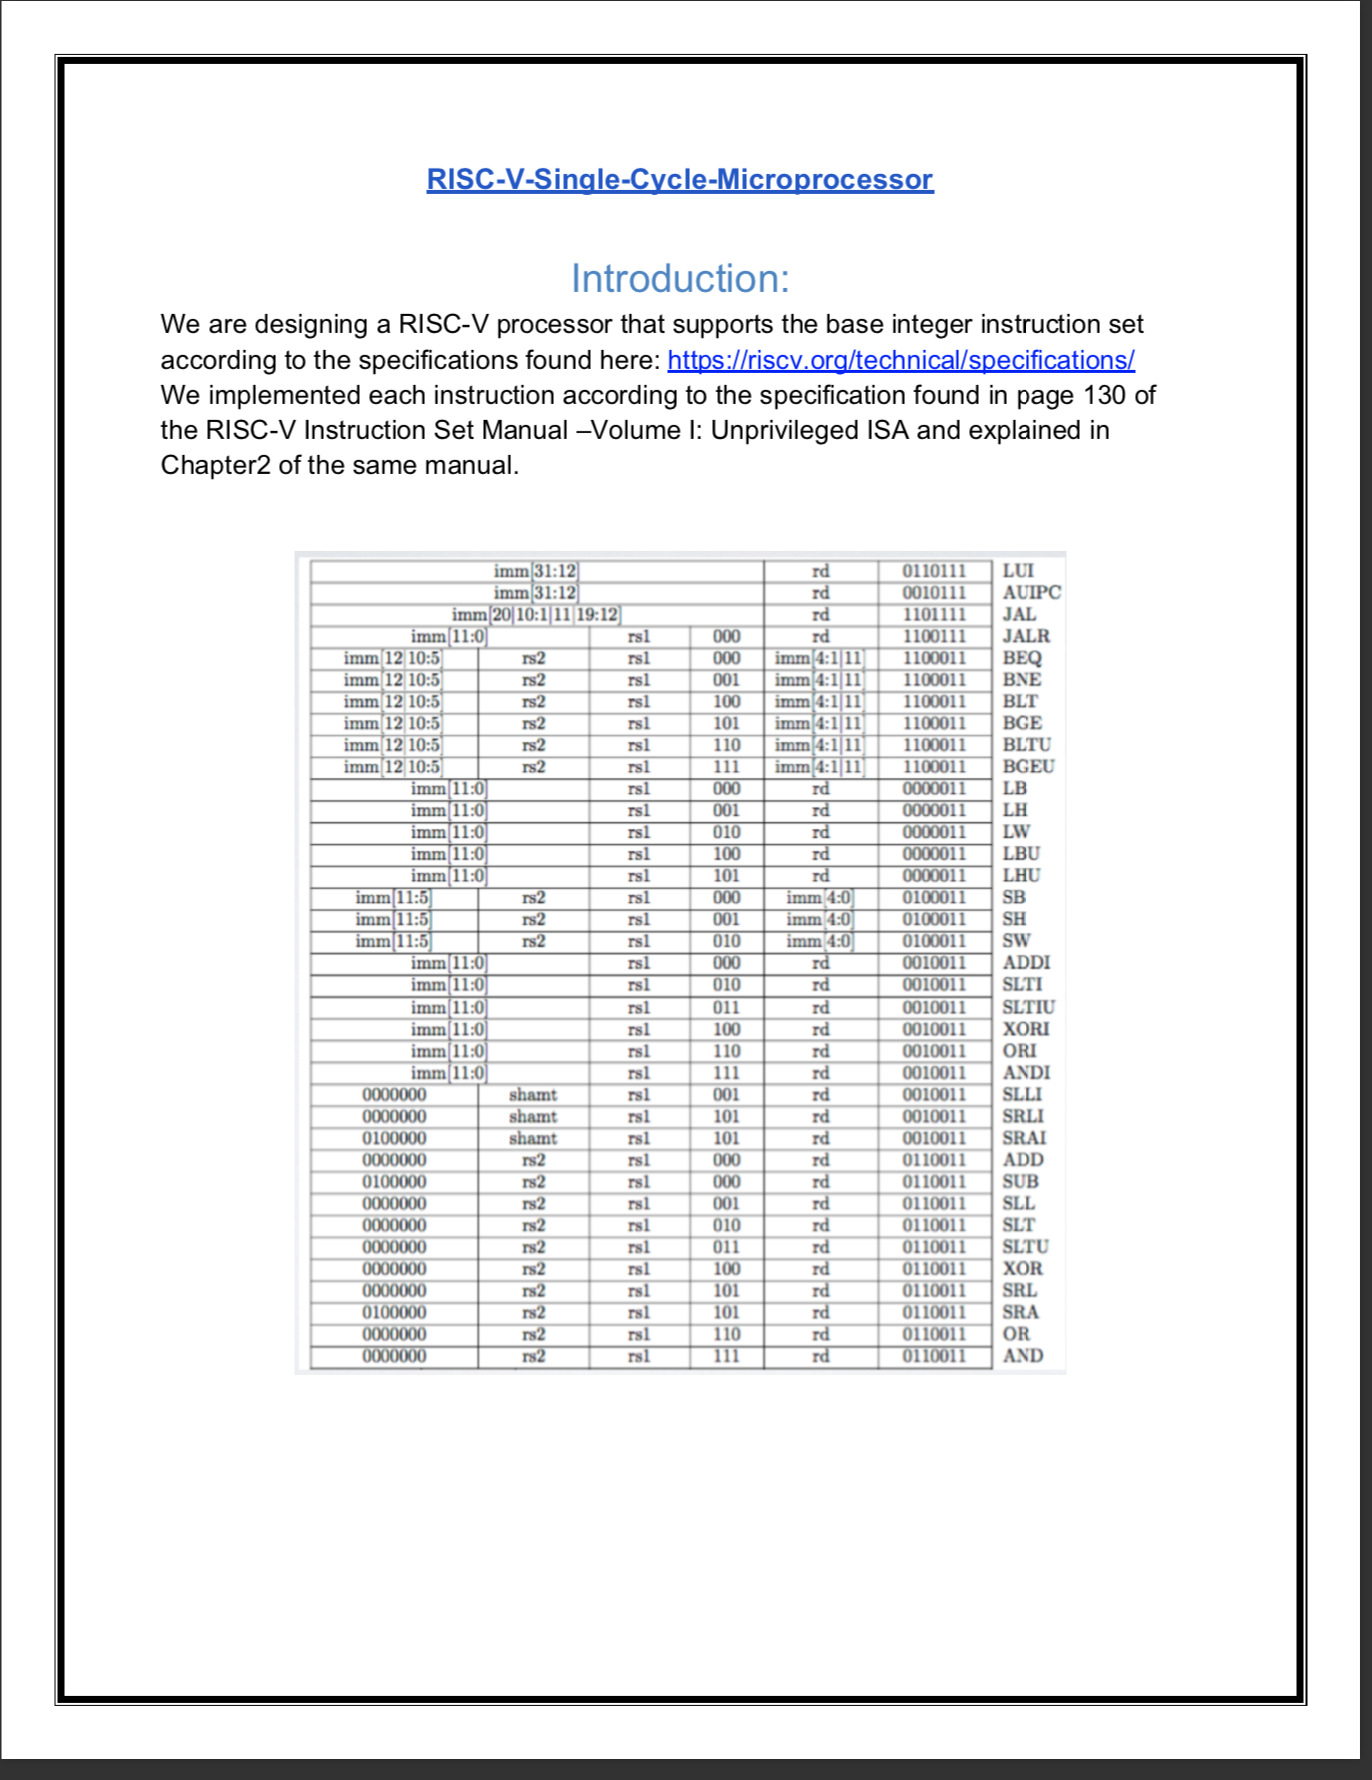 RISC-V-Single-Cycle-Microprocessor
Introduction:
We are designing a RISC-V processor that supports the base integer instruction set
according to the specifications found here: https://riscv.org/technical/specifications/
We implemented each instruction according to the specification found in page 130 of
the RISC-V Instruction Set Manual –Volume I: Unprivileged ISA and explained in
Chapter2 of the same manual.
imm[31:12] rd 0110111 LUI
imm[31:12] rd 0010111 AUIPC
imm[20|10:1|11|19:12] rd 1101111 JAL
imm[11:0] rs1 000 rd 1100111 JALR
imm[12|10:5] rs2 rs1 000 imm[4:1|11] 1100011 BEQ
imm[12|10:5] rs2 rs1 001 imm[4:1|11] 1100011 BNE
imm[12|10:5] rs2 rs1 100 imm[4:1|11] 1100011 BLT
imm[12|10:5] rs2 rs1 101 imm[4:1|11] 1100011 BGE
imm[12|10:5] rs2 rs1 110 imm[4:1|11] 1100011 BLTU
imm[12|10:5] rs2 rs1 111 imm[4:1|11] 1100011 BGEU
imm[11:0] rs1 000 rd 0000011 LB
imm[11:0] rs1 001 rd 0000011 LH
imm[11:0] rs1 010 rd 0000011 LW
imm[11:0] rs1 100 rd 0000011 LBU
imm[11:0] rs1 101 rd 0000011 LHU
imm[11:5] rs2 rs1 000 imm[4:0] 0100011 SB
imm[11:5] rs2 rs1 001 imm[4:0] 0100011 SH
imm[11:5] rs2 rs1 010 imm[4:0] 0100011 SW
imm[11:0] rs1 000 rd 0010011 ADDI
imm[11:0] rs1 010 rd 0010011 SLTI
imm[11:0] rs1 011 rd 0010011 SLTIU
imm[11:0] rs1 100 rd 0010011 XORI
imm[11:0] rs1 110 rd 0010011 ORI
imm[11:0] rs1 111 rd 0010011 ANDI
0000000 shamt rs1 001 rd 0010011 SLLI
0000000 shamt rs1 101 rd 0010011 SRLI
0100000 shamt rs1 101 rd 0010011 SRAI
0000000 rs2 rs1 000 rd 0110011 ADD
0100000 rs2 rs1 000 rd 0110011 SUB
0000000 rs2 rs1 001 rd 0110011 SLL
0000000 rs2 rs1 010 rd 0110011 SLT
0000000 rs2 rs1 011 rd 0110011 SLTU
0000000 rs2 rs1 100 rd 0110011 XOR
0000000 rs2 rs1 101 rd 0110011 SRL
0100000 rs2 rs1 101 rd 0110011 SRA
0000000 rs2 rs1 110 rd 0110011 OR
0000000 rs2 rs1 111 rd 0110011 AND